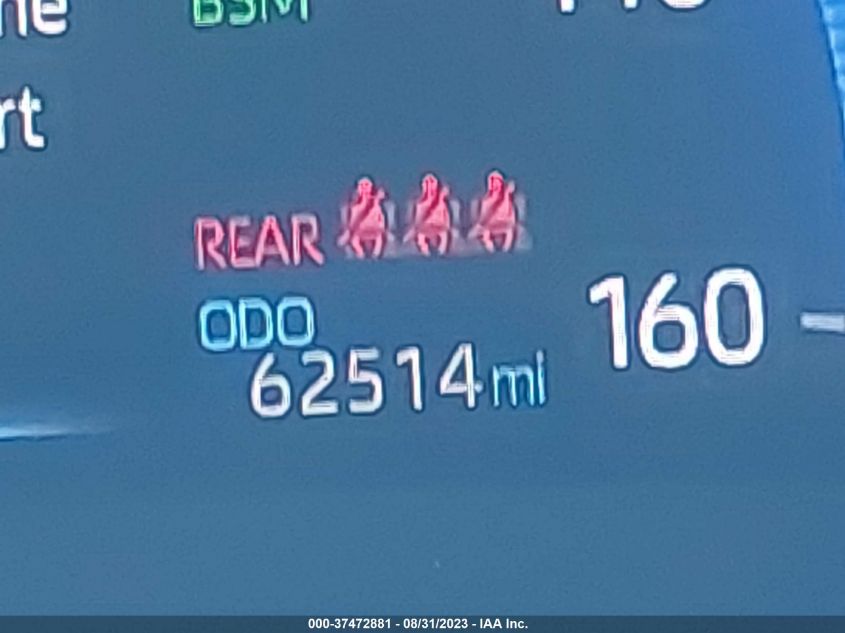 BSM
REAR
ODO
62514 mi
160
000-37472881 - 08/31/2023 - IAA Inc.